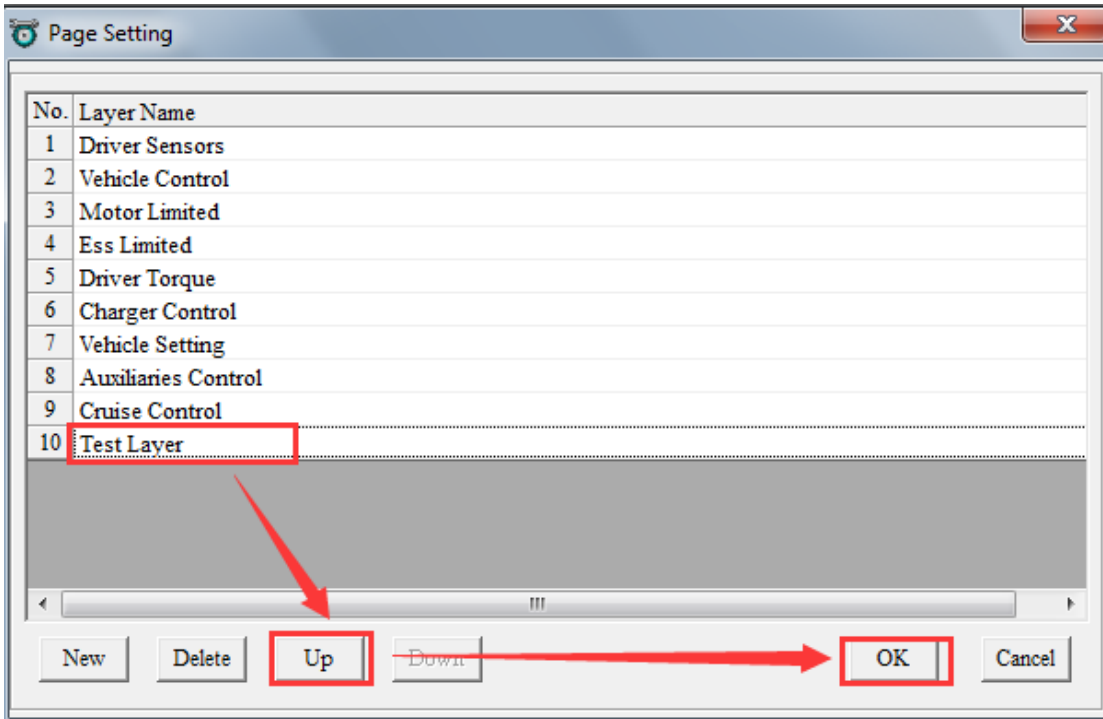 Page Setting
No. Layer Name
1 Driver Sensors
2 Vehicle Control
3 Motor Limited
4 Ess Limited
5 Driver Torque
6 Charger Control
7 Vehicle Setting
8 Auxiliaries Control
9 Cruise Control
10 Test Layer
New Delete Up Down OK Cancel